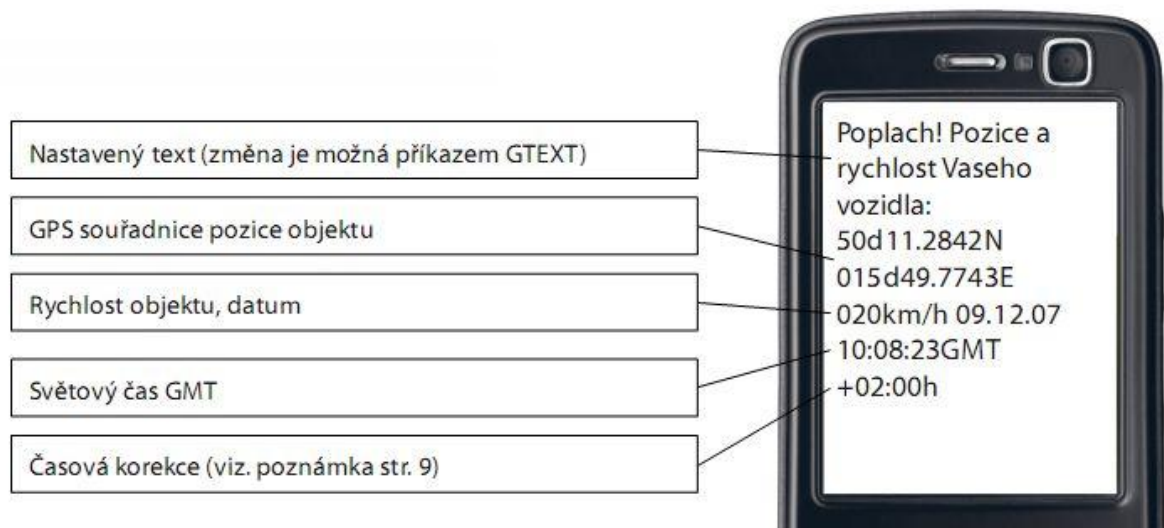 Nastavený text (změna je možná příkazem GTEXT)
GPS souřadnice pozice objektu
Rychlost objektu, datum
Světový čas GMT
Časová korekce (viz. poznámka str. 9)
Poplach! Pozice a
rychlost Vaseho
vozidla:
50d11.2842N
015d49.7743E
020km/h 09.12.07
10:08:23GMT
+02:00h